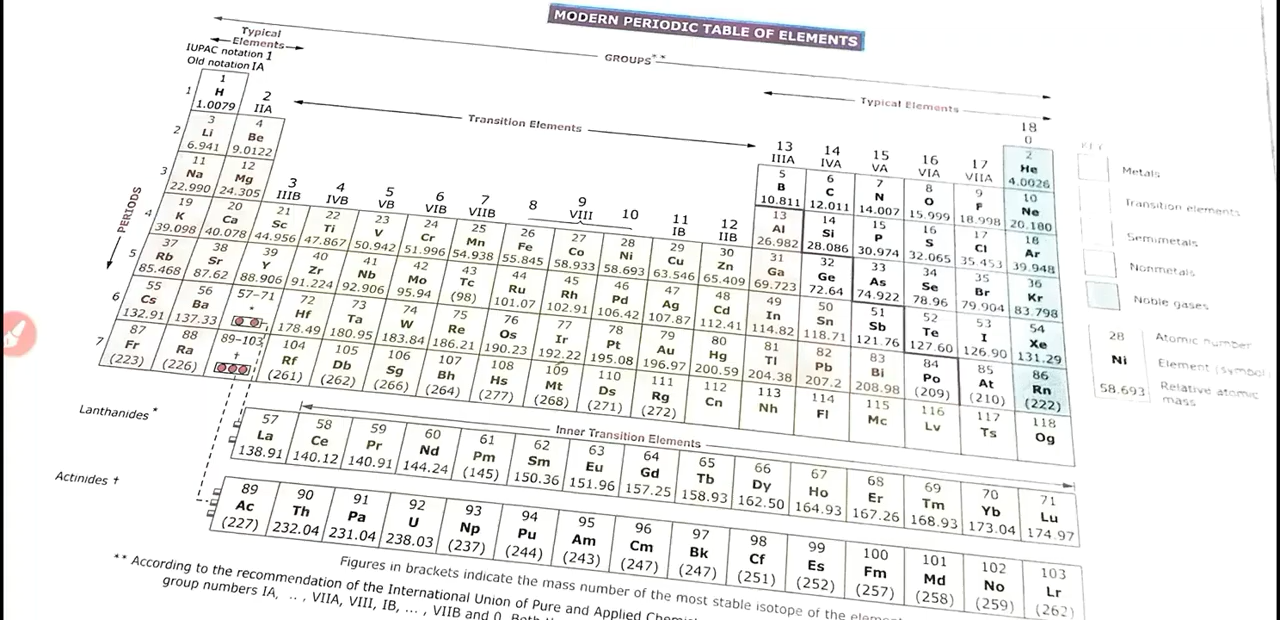 MODERN PERIODIC TABLE OF ELEMENTS
Typical
Elements
GROUPS**
IUPAC notation 1
Old notation IA
Typical Elements
Transition Elements
2
IIA
3
IIIB
4
IVB
5
VB
6
VIB
7
VIIB
8 9 10
VIII
11
IB
12
IIB
13
IIIA
14
IVA
15
VA
16
VIA
17
VIIA
18
0
PERIODS
1 2 3 4 5 6 7
1 H 1.0079
2 He 4.0026
3 Li 6.941
4 Be 9.0122
5 B 10.811
6 C 12.011
7 N 14.007
8 O 15.999
9 F 18.998
10 Ne 20.180
11 Na 22.990
12 Mg 24.305
13 Al 26.982
14 Si 28.086
15 P 30.974
16 S 32.065
17 Cl 35.453
18 Ar 39.948
19 K 39.098
20 Ca 40.078
21 Sc 44.956
22 Ti 47.867
23 V 50.942
24 Cr 51.996
25 Mn 54.938
26 Fe 55.845
27 Co 58.933
28 Ni 58.693
29 Cu 63.546
30 Zn 65.409
31 Ga 69.723
32 Ge 72.64
33 As 74.922
34 Se 78.96
35 Br 79.904
36 Kr 83.798
37 Rb 85.468
38 Sr 87.62
39 Y 88.906
40 Zr 91.224
41 Nb 92.906
42 Mo 95.94
43 Tc (98)
44 Ru 101.07
45 Rh 102.91
46 Pd 106.42
47 Ag 107.87
48 Cd 112.41
49 In 114.82
50 Sn 118.71
51 Sb 121.76
52 Te 127.60
53 I 126.90
54 Xe 131.29
55 Cs 132.91
56 Ba 137.33
57-71 *
72 Hf 178.49
73 Ta 180.95
74 W 183.84
75 Re 186.21
76 Os 190.23
77 Ir 192.22
78 Pt 195.08
79 Au 196.97
80 Hg 200.59
81 Tl 204.38
82 Pb 207.2
83 Bi 208.98
84 Po (209)
85 At (210)
86 Rn (222)
87 Fr (223)
88 Ra (226)
89-103 †
104 Rf (261)
105 Db (262)
106 Sg (266)
107 Bh (264)
108 Hs (277)
109 Mt (268)
110 Ds (271)
111 Rg (272)
112 Cn
113 Nh
114 Fl
115 Mc
116 Lv
117 Ts
118 Og
KEY
Metals
Transition elements
Semimetals
Nonmetals
Noble gases
28 Atomic number
Ni Element (symbol)
58.693 Relative atomic
mass
Lanthanides *
Inner Transition Elements
57 La 138.91
58 Ce 140.12
59 Pr 140.91
60 Nd 144.24
61 Pm (145)
62 Sm 150.36
63 Eu 151.96
64 Gd 157.25
65 Tb 158.93
66 Dy 162.50
67 Ho 164.93
68 Er 167.26
69 Tm 168.93
70 Yb 173.04
71 Lu 174.97
Actinides †
89 Ac (227)
90 Th 232.04
91 Pa 231.04
92 U 238.03
93 Np (237)
94 Pu (244)
95 Am (243)
96 Cm (247)
97 Bk (247)
98 Cf (251)
99 Es (252)
100 Fm (257)
101 Md (258)
102 No (259)
103 Lr (262)
Figures in brackets indicate the mass number of the most stable isotope of the
** According to the recommendation of the International Union of Pure and Applied
group numbers IA, .. , VIIA, VIII, IB, ... , VIIB and 0.